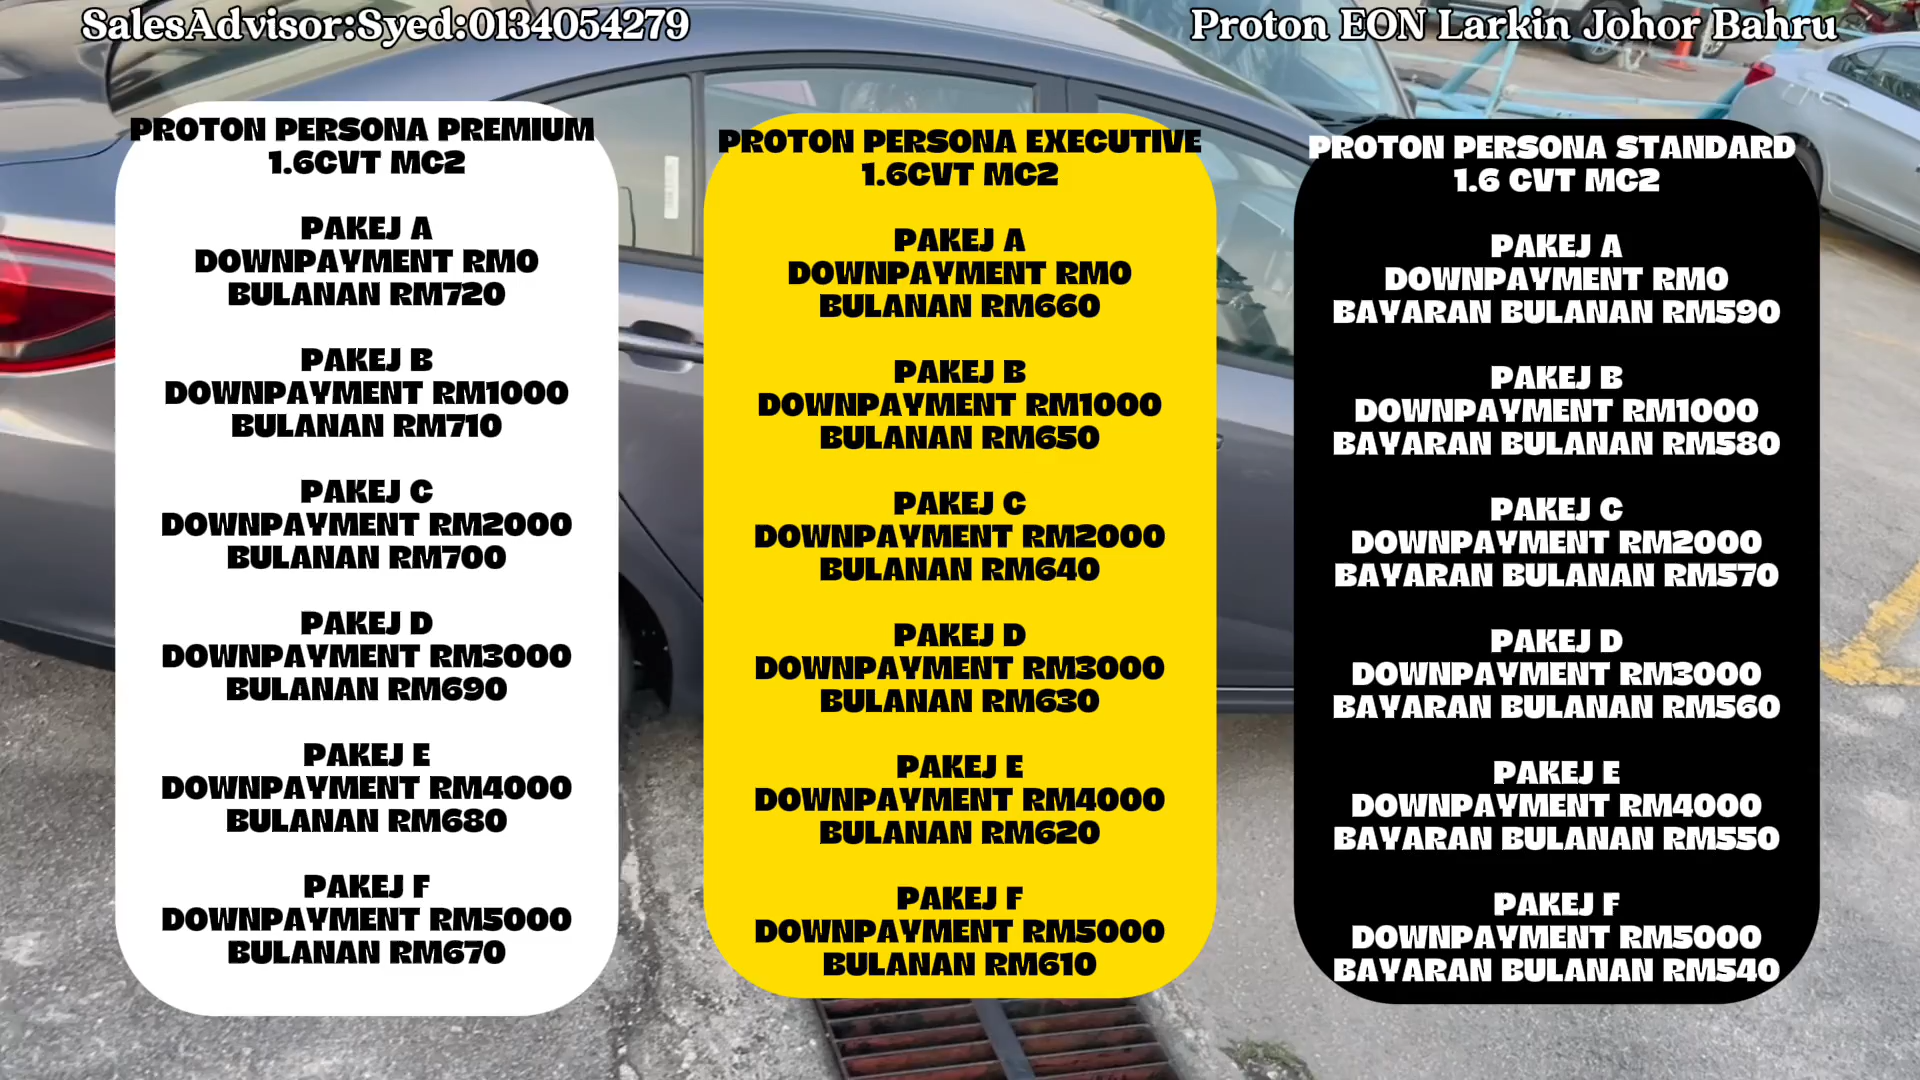 SalesAdvisor:Syed:0134054279
Proton EON Larkin Johor Bahru
PROTON PERSONA PREMIUM
1.6CVT MC2
PAKEJ A
DOWNPAYMENT RM0
BULANAN RM720
PAKEJ B
DOWNPAYMENT RM1000
BULANAN RM710
PAKEJ C
DOWNPAYMENT RM2000
BULANAN RM700
PAKEJ D
DOWNPAYMENT RM3000
BULANAN RM690
PAKEJ E
DOWNPAYMENT RM4000
BULANAN RM680
PAKEJ F
DOWNPAYMENT RM5000
BULANAN RM670
PROTON PERSONA EXECUTIVE
1.6CVT MC2
PAKEJ A
DOWNPAYMENT RM0
BULANAN RM660
PAKEJ B
DOWNPAYMENT RM1000
BULANAN RM650
PAKEJ C
DOWNPAYMENT RM2000
BULANAN RM640
PAKEJ D
DOWNPAYMENT RM3000
BULANAN RM630
PAKEJ E
DOWNPAYMENT RM4000
BULANAN RM620
PAKEJ F
DOWNPAYMENT RM5000
BULANAN RM610
PROTON PERSONA STANDARD
1.6 CVT MC2
PAKEJ A
DOWNPAYMENT RM0
BAYARAN BULANAN RM590
PAKEJ B
DOWNPAYMENT RM1000
BAYARAN BULANAN RM580
PAKEJ C
DOWNPAYMENT RM2000
BAYARAN BULANAN RM570
PAKEJ D
DOWNPAYMENT RM3000
BAYARAN BULANAN RM560
PAKEJ E
DOWNPAYMENT RM4000
BAYARAN BULANAN RM550
PAKEJ F
DOWNPAYMENT RM5000
BAYARAN BULANAN RM540